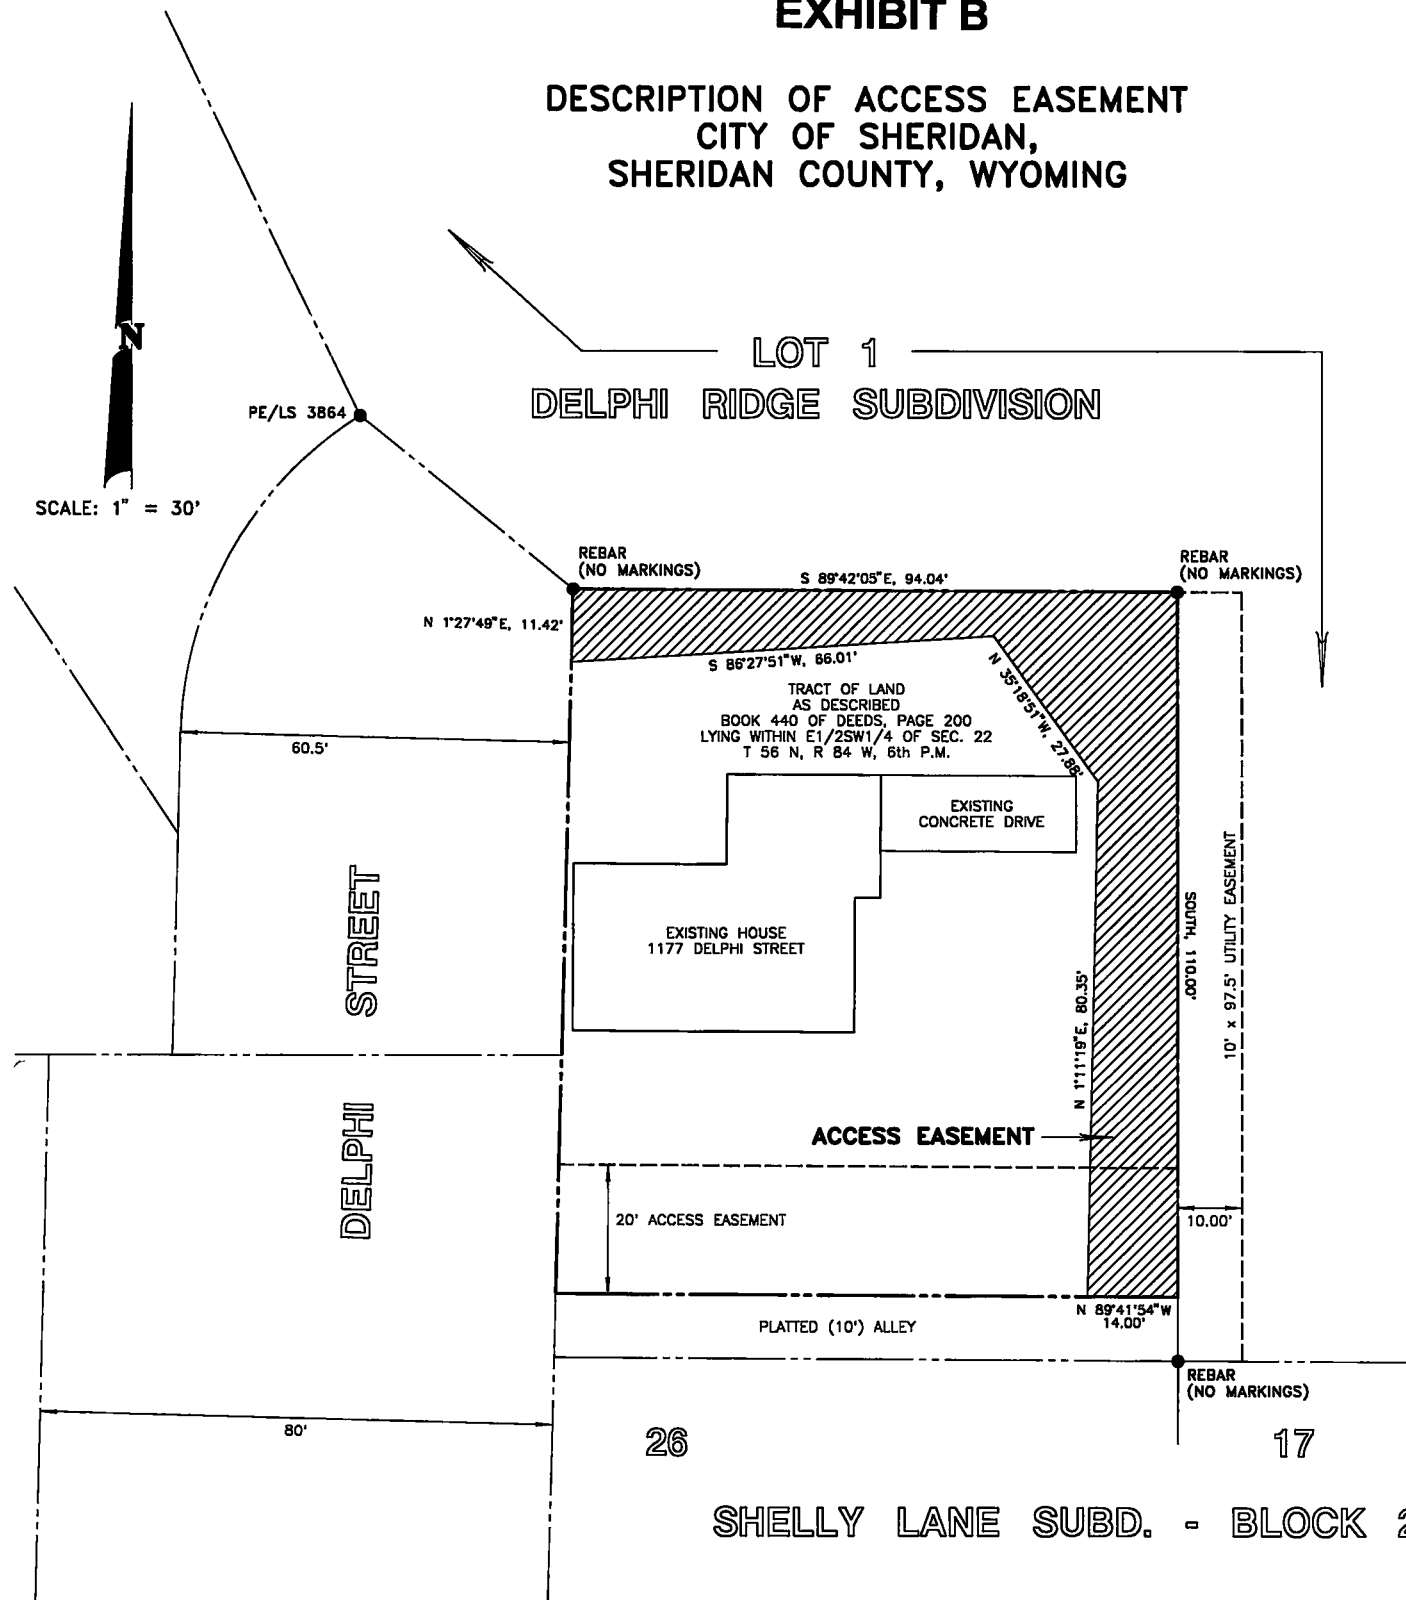 EXHIBIT B
DESCRIPTION OF ACCESS EASEMENT
CITY OF SHERIDAN,
SHERIDAN COUNTY, WYOMING
N
SCALE: 1" = 30'
LOT 1
DELPHI RIDGE SUBDIVISION
PE/LS 3864
REBAR
(NO MARKINGS)
S 89°42'05"E, 94.04'
REBAR
(NO MARKINGS)
N 1°27'49"E, 11.42'
S 86°27'51"W, 66.01'
N 35°18'51"W, 27.88'
TRACT OF LAND
AS DESCRIBED
BOOK 440 OF DEEDS, PAGE 200
LYING WITHIN E1/2SW1/4 OF SEC. 22
T 56 N, R 84 W, 6th P.M.
60.5'
EXISTING
CONCRETE DRIVE
EXISTING HOUSE
1177 DELPHI STREET
DELPHI STREET
SOUTH, 110.00'
10' x 97.5' UTILITY EASEMENT
N 1°11'19"E, 80.35'
ACCESS EASEMENT
20' ACCESS EASEMENT
10.00'
N 89°41'54"W
14.00'
PLATTED (10') ALLEY
REBAR
(NO MARKINGS)
80'
26
17
SHELLY LANE SUBD. - BLOCK 2